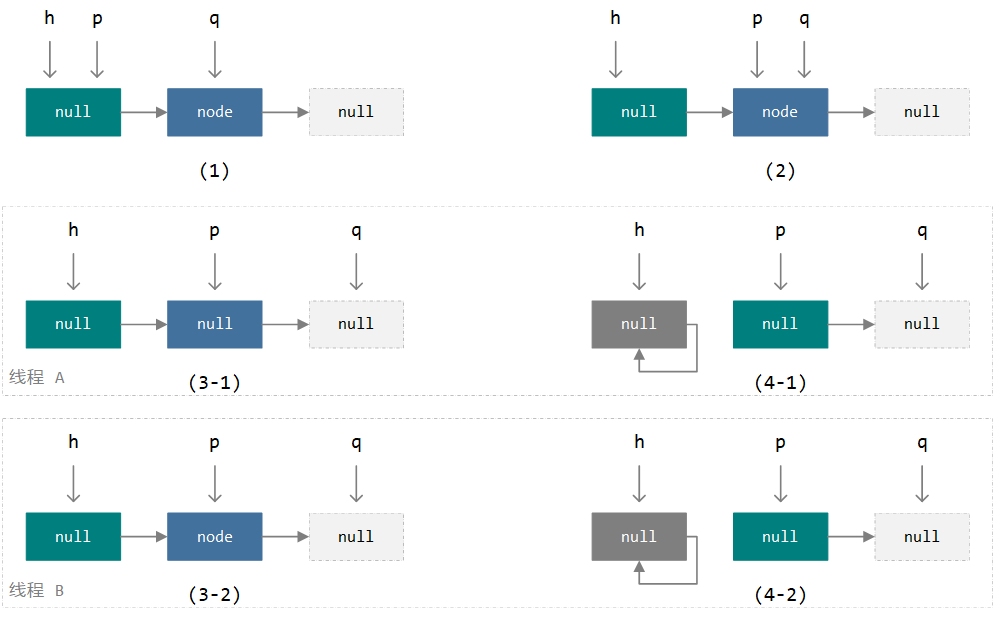 h p q h p q
null node null null node null
(1) (2)
h p q h p q
null null null null null null
线程 A (3-1) (4-1)
h p q h p q
null node null null null null
线程 B (3-2) (4-2)